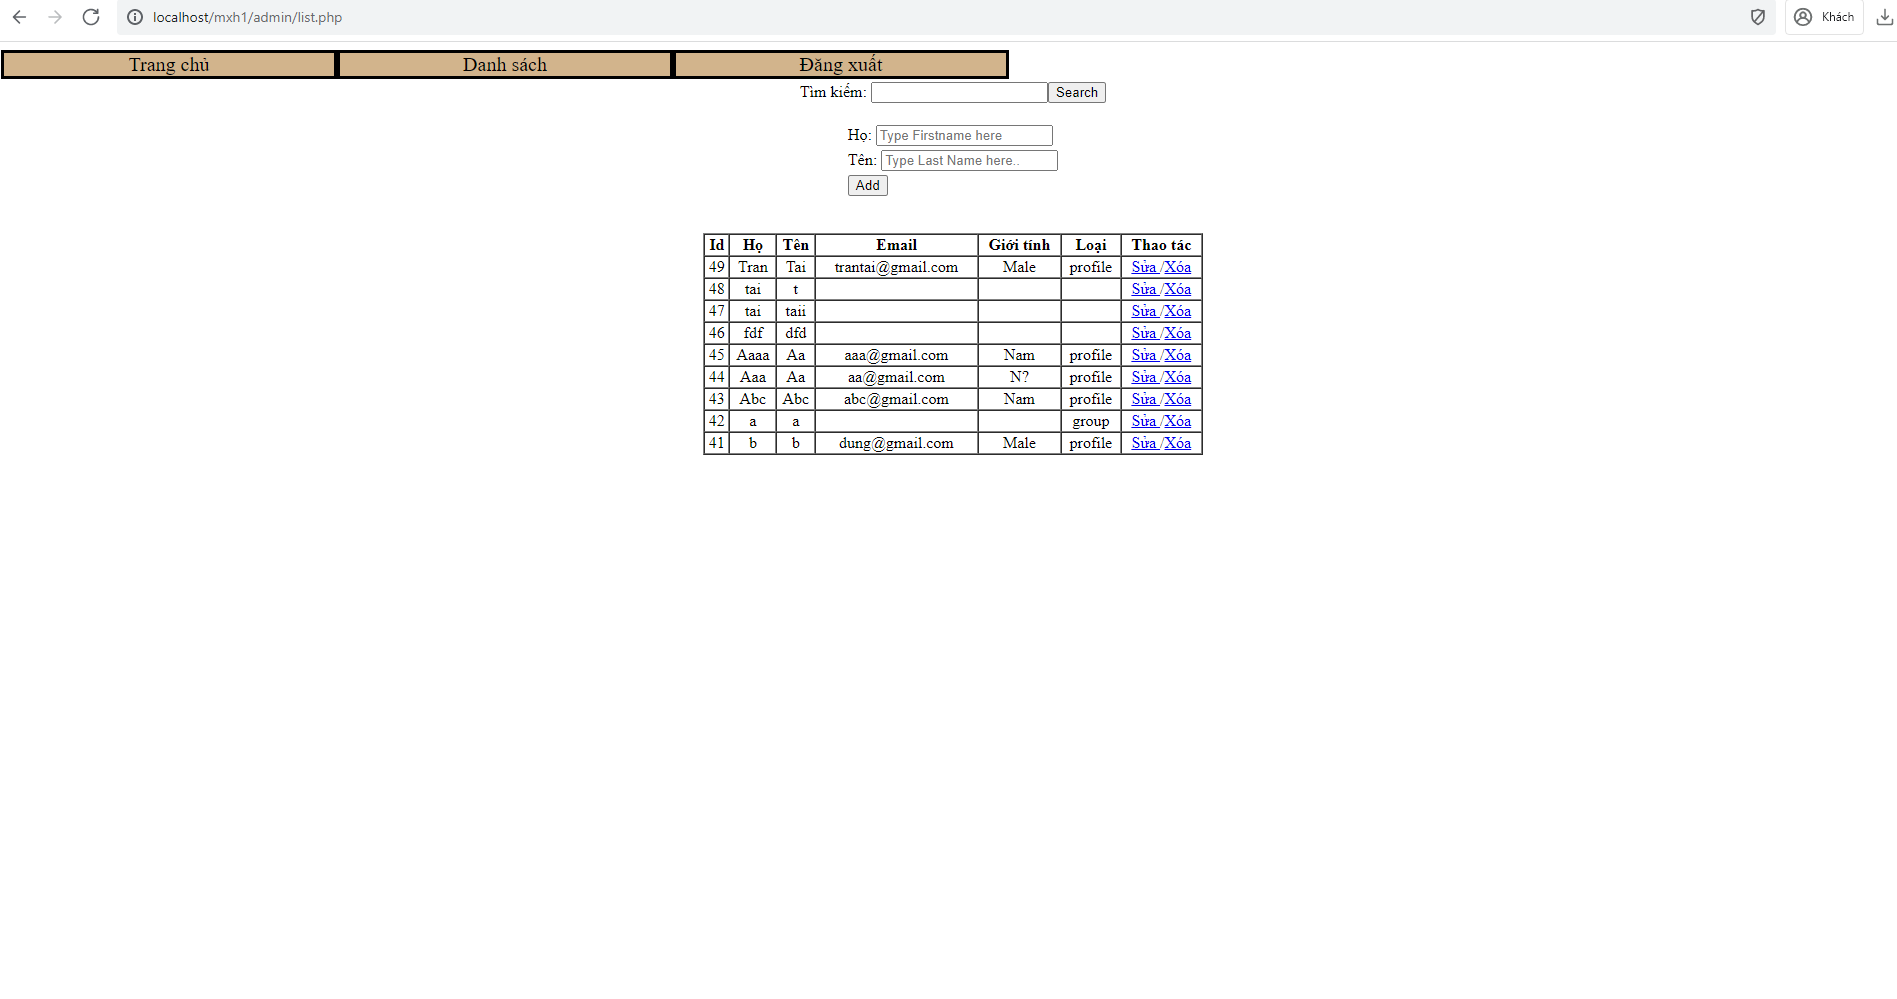 localhost/mxh1/admin/list.php Khách
Trang chủ Danh sách Đăng xuất
Tìm kiếm: Search
Họ: Type Firstname here
Tên: Type Last Name here..
Add
Id Họ Tên Email Giới tính Loại Thao tác
49 Tran Tai trantai@gmail.com Male profile Sửa /Xóa
48 tai t Sửa /Xóa
47 tai taii Sửa /Xóa
46 fdf dfd Sửa /Xóa
45 Aaaa Aa aaa@gmail.com Nam profile Sửa /Xóa
44 Aaa Aa aa@gmail.com N? profile Sửa /Xóa
43 Abc Abc abc@gmail.com Nam profile Sửa /Xóa
42 a a group Sửa /Xóa
41 b b dung@gmail.com Male profile Sửa /Xóa